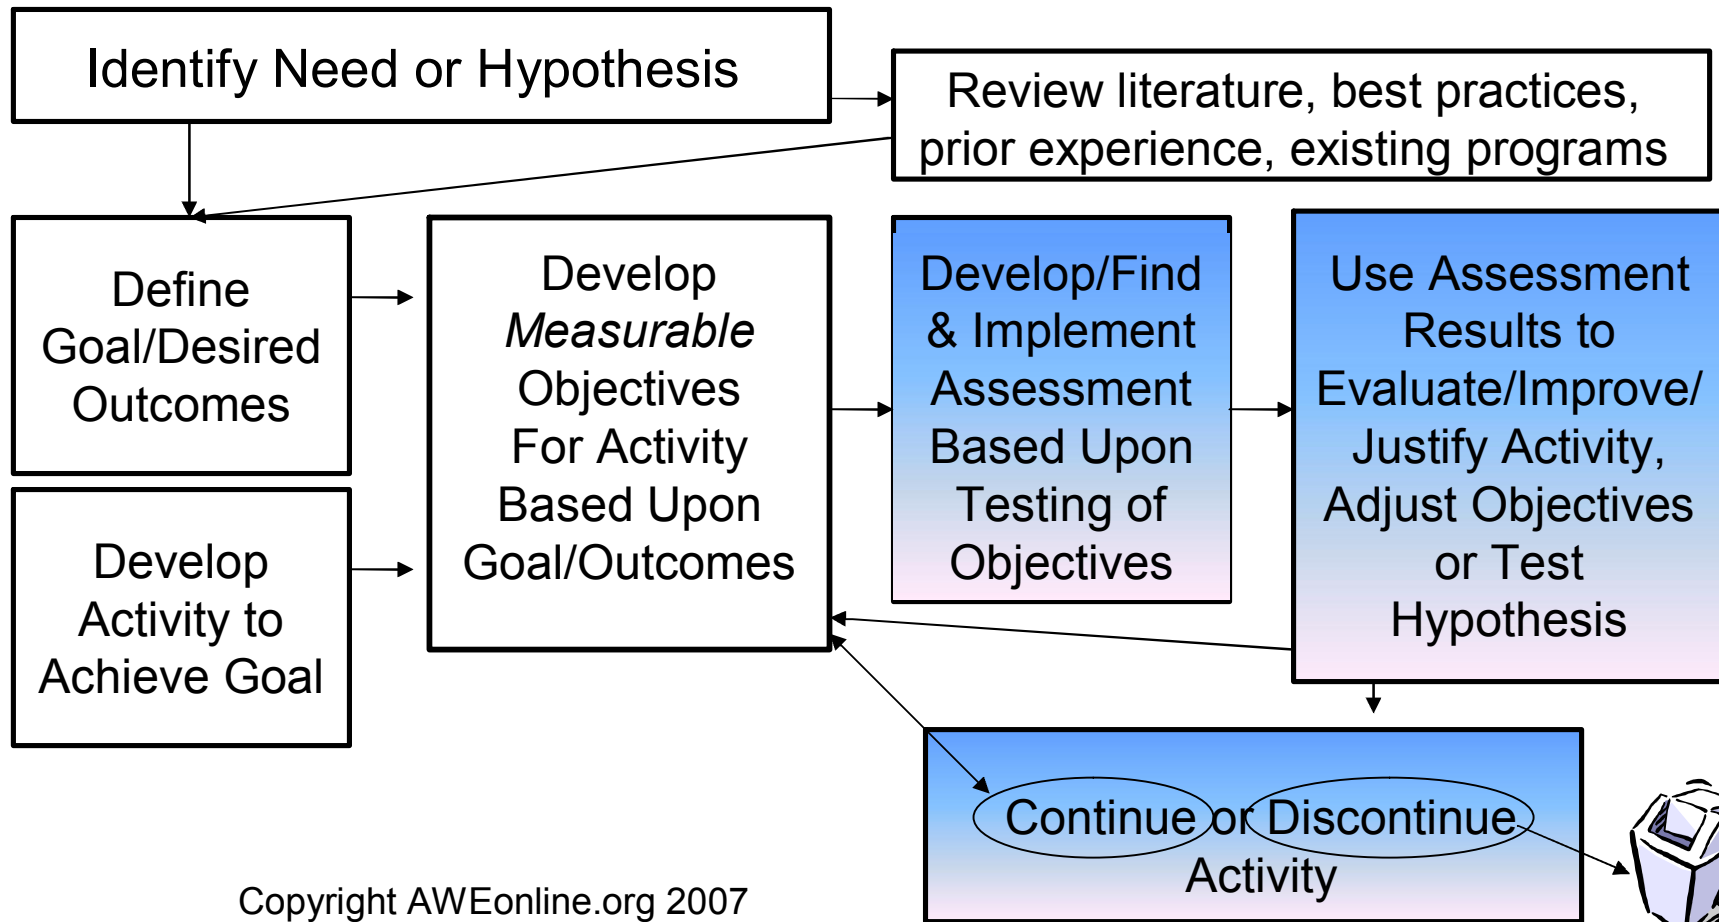 Identify Need or Hypothesis
Review literature, best practices,
prior experience, existing programs
Define
Goal/Desired
Outcomes
Develop
Measurable
Objectives
For Activity
Based Upon
Goal/Outcomes
Develop/Find
& Implement
Assessment
Based Upon
Testing of
Objectives
Use Assessment
Results to
Evaluate/Improve/
Justify Activity,
Adjust Objectives
or Test
Hypothesis
Develop
Activity to
Achieve Goal
Continue or Discontinue
Activity
Copyright AWEonline.org 2007